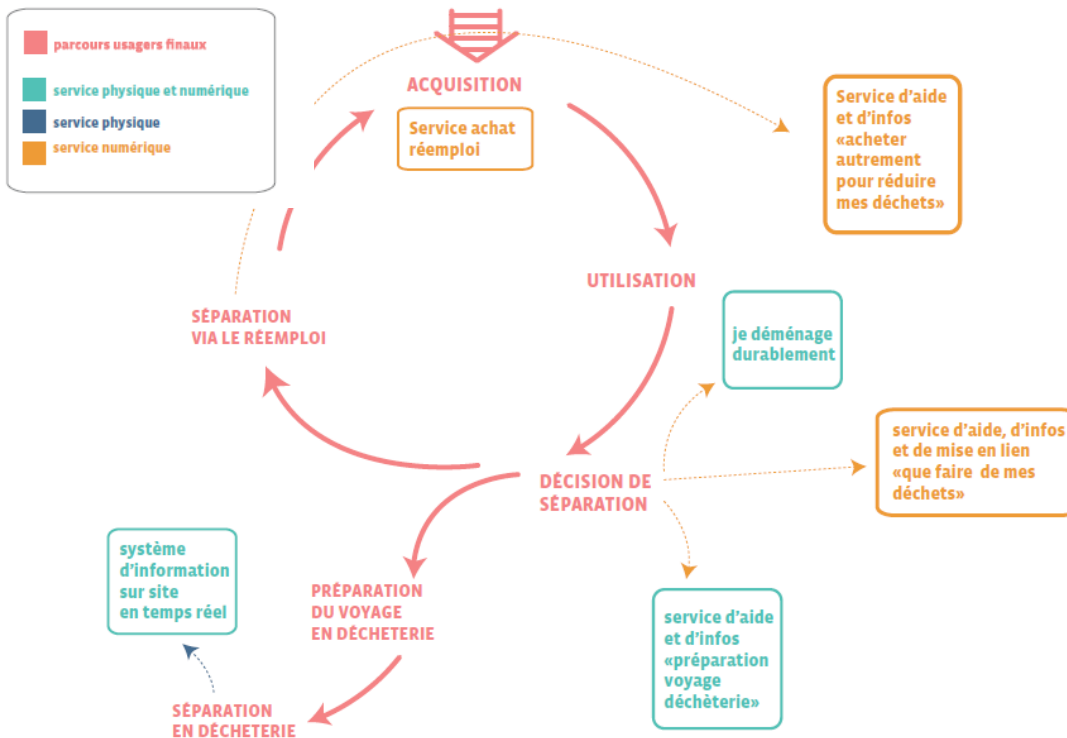 parcours usagers finaux
service physique et numérique
service physique
service numérique
ACQUISITION
Service achat
réemploi
Service d'aide
et d'infos
«acheter
autrement
pour réduire
mes déchets»
UTILISATION
SÉPARATION
VIA LE RÉEMPLOI
je déménage
durablement
service d'aide, d'infos
et de mise en lien
«que faire de mes
déchets»
DÉCISION DE
SÉPARATION
système
d'information
sur site
en temps réel
PRÉPARATION
DU VOYAGE
EN DÉCHETERIE
service d'aide
et d'infos
«préparation
voyage
déchèterie»
SÉPARATION
EN DÉCHETERIE